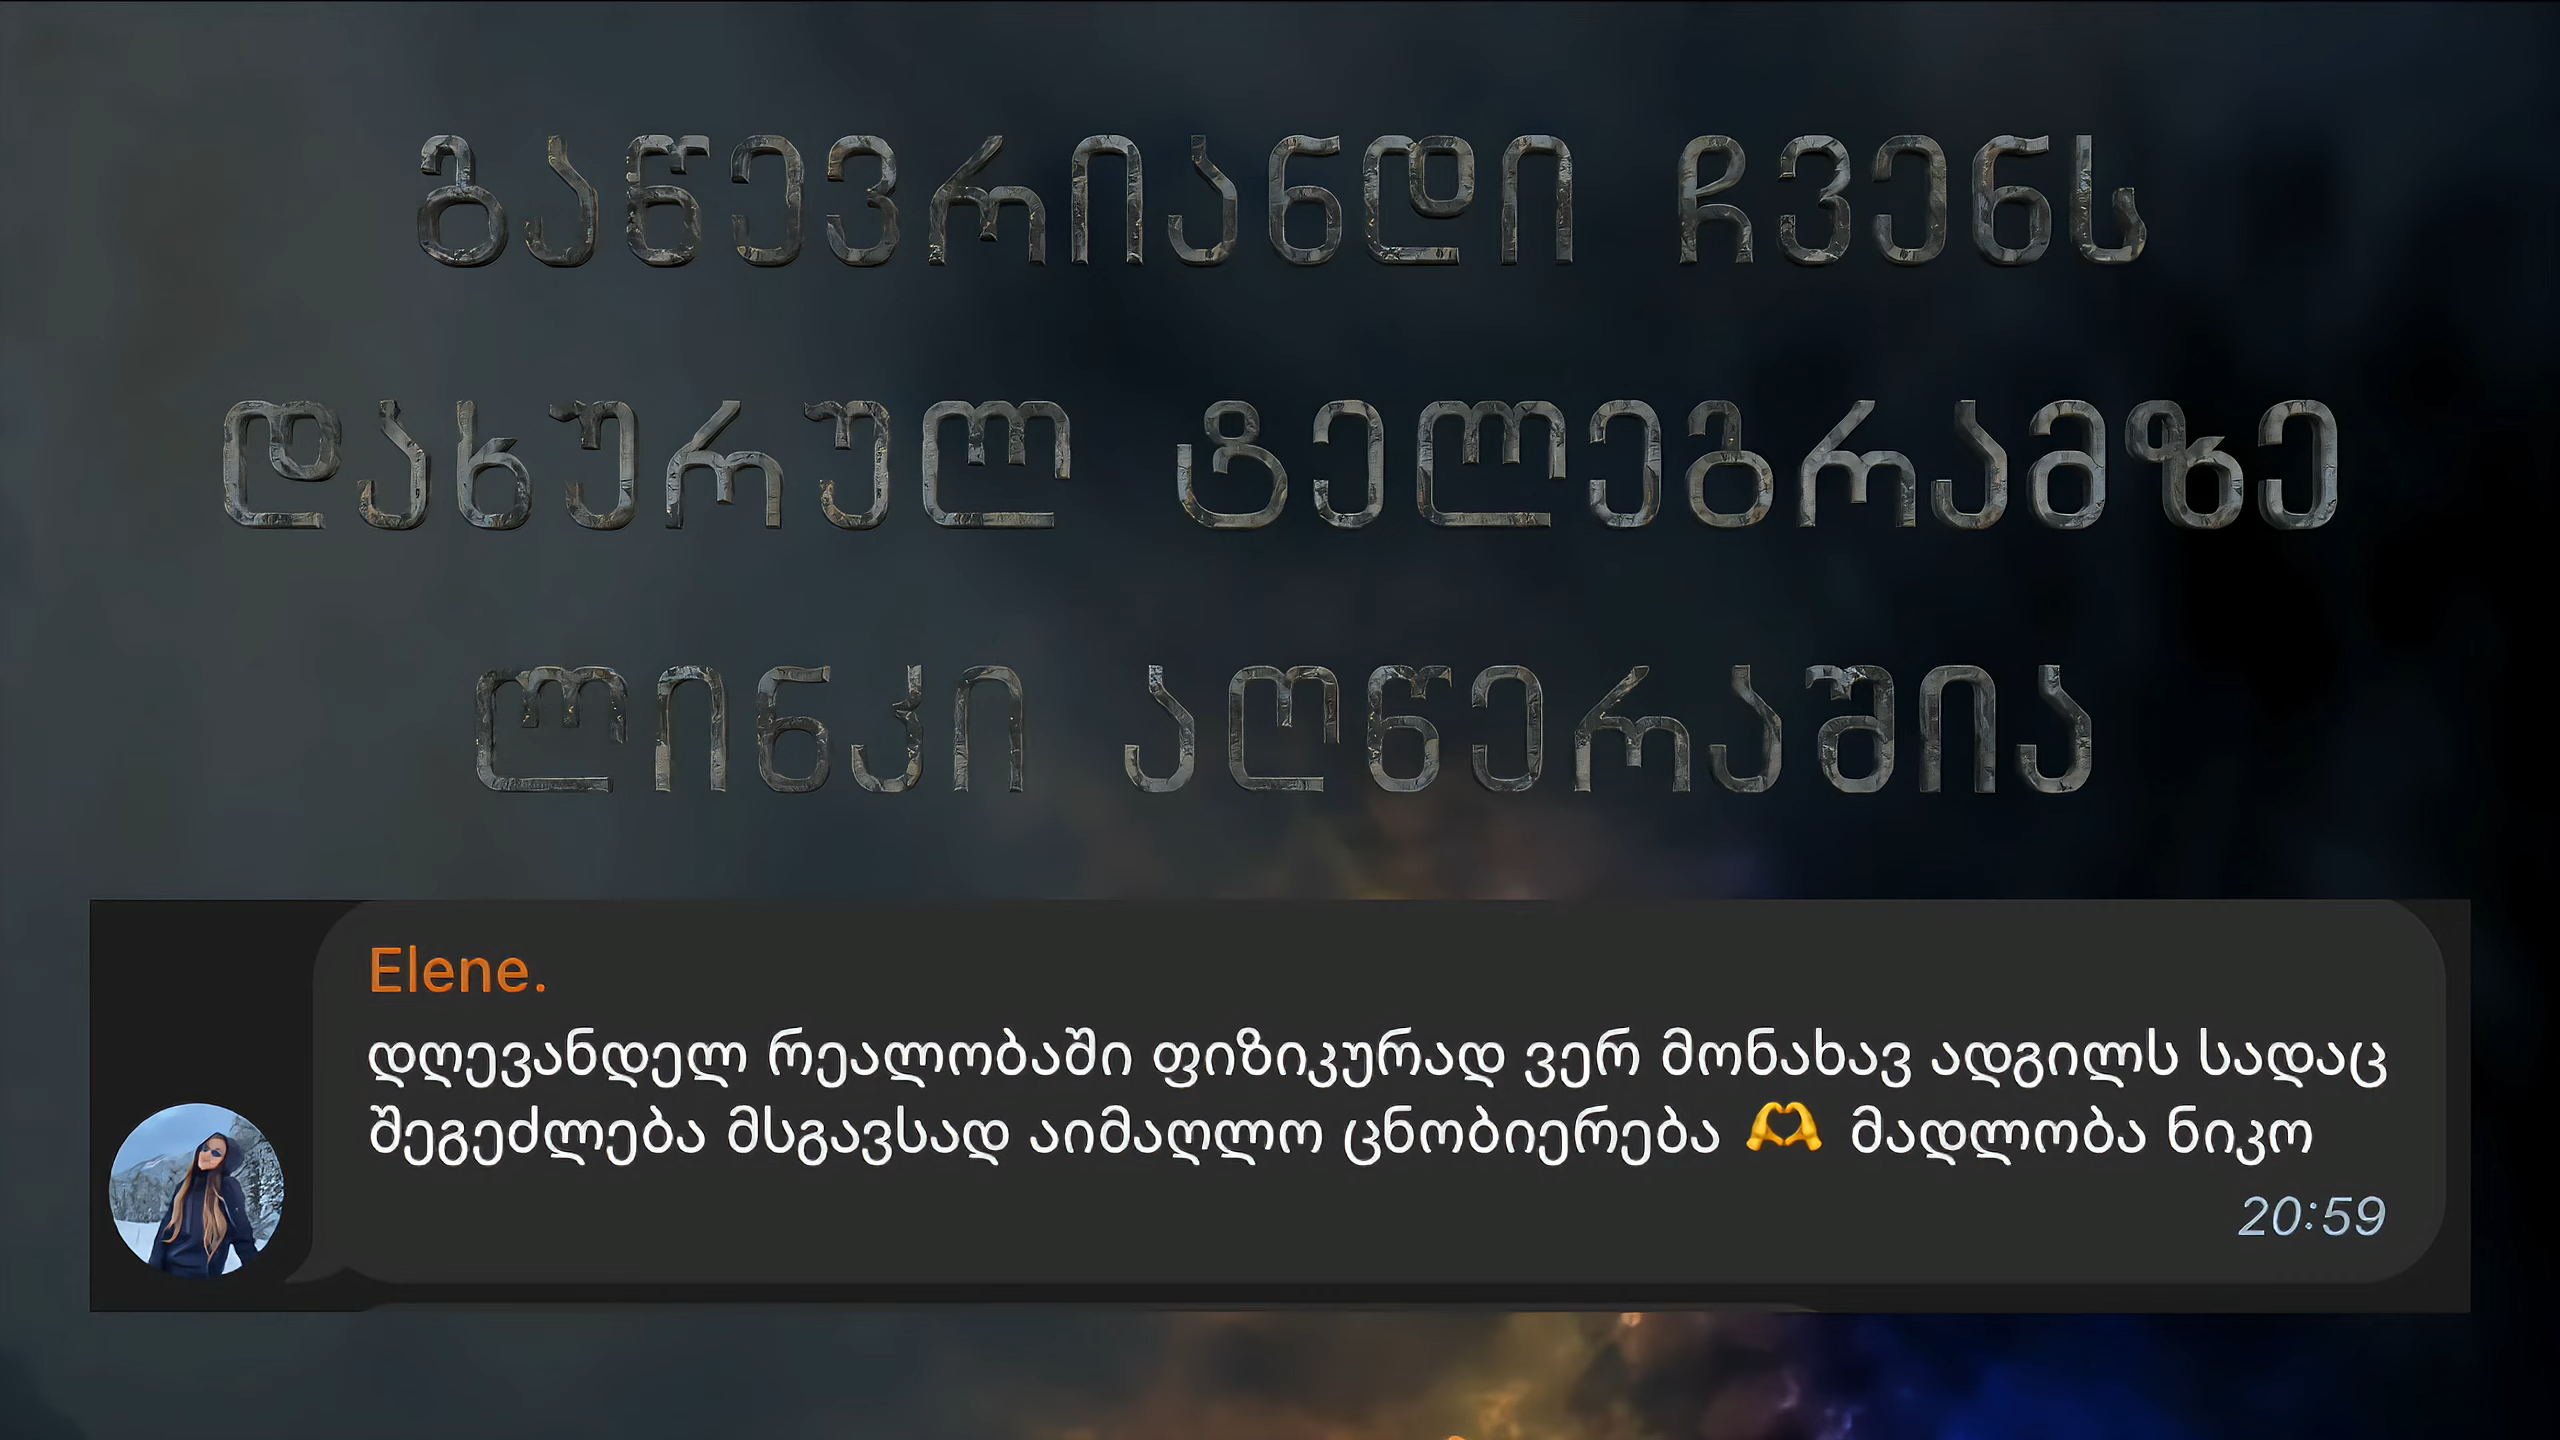 გაწევრიანდი ჩვენს
დახურულ ტელეგრამზე
ლინკი აღწერაშია
Elene.
დღევანდელ რეალობაში ფიზიკურად ვერ მონახავ ადგილს სადაც
შეგეძლება მსგავსად აიმაღლო ცნობიერება 🫶 მადლობა ნიკო
20:59